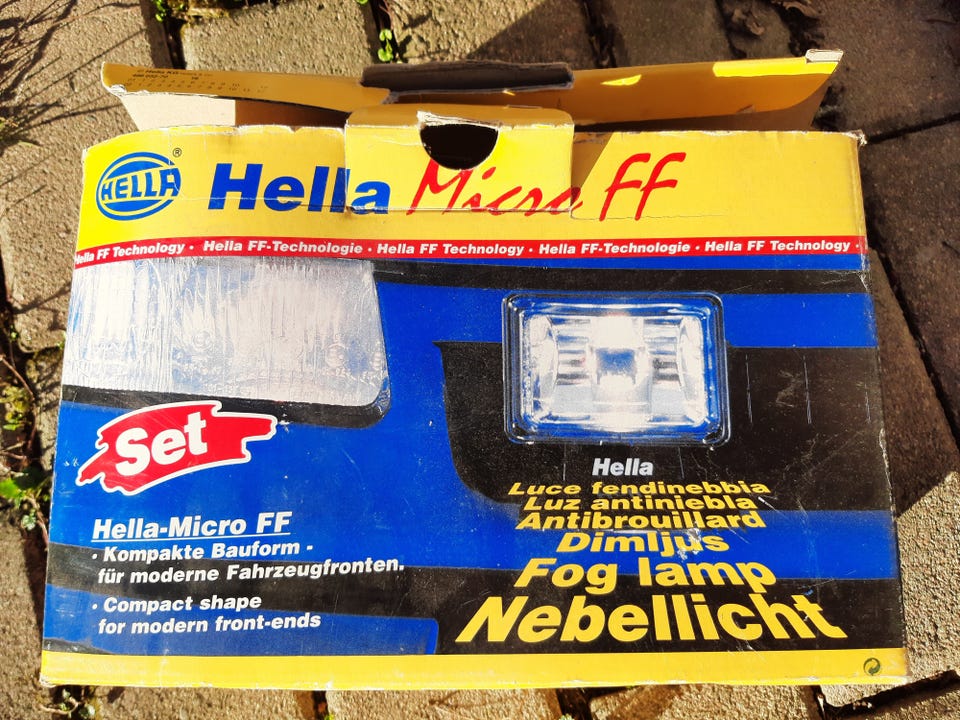 © Hella KG
HELLA ®
Hella Micro FF
Hella FF Technology · Hella FF-Technologie · Hella FF Technology · Hella FF-Technologie · Hella FF Technology ·
Set
Hella
Luce fendinebbia
Luz antiniebla
Antibrouillard
Dimljus
Fog lamp
Nebellicht
Hella-Micro FF
· Kompakte Bauform -
für moderne Fahrzeugfronten.
· Compact shape
for modern front-ends